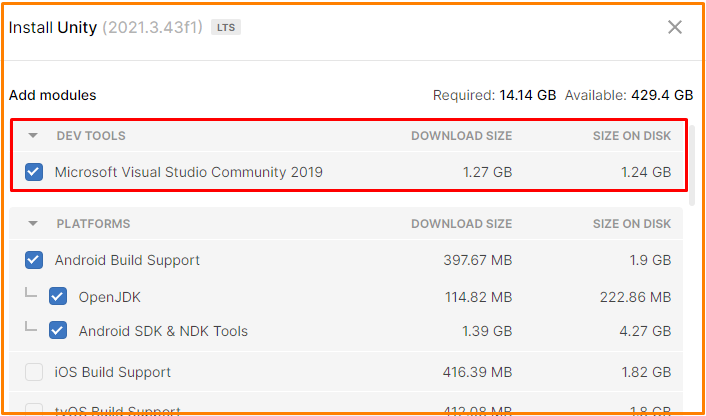 Install Unity (2021.3.43f1) LTS
Add modules Required: 14.14 GB Available: 429.4 GB
DEV TOOLS DOWNLOAD SIZE SIZE ON DISK
Microsoft Visual Studio Community 2019 1.27 GB 1.24 GB
PLATFORMS DOWNLOAD SIZE SIZE ON DISK
Android Build Support 397.67 MB 1.9 GB
OpenJDK 114.82 MB 222.86 MB
Android SDK & NDK Tools 1.39 GB 4.27 GB
iOS Build Support 416.39 MB 1.82 GB
tvOS Build Support 412.08 MB 1.8 GB